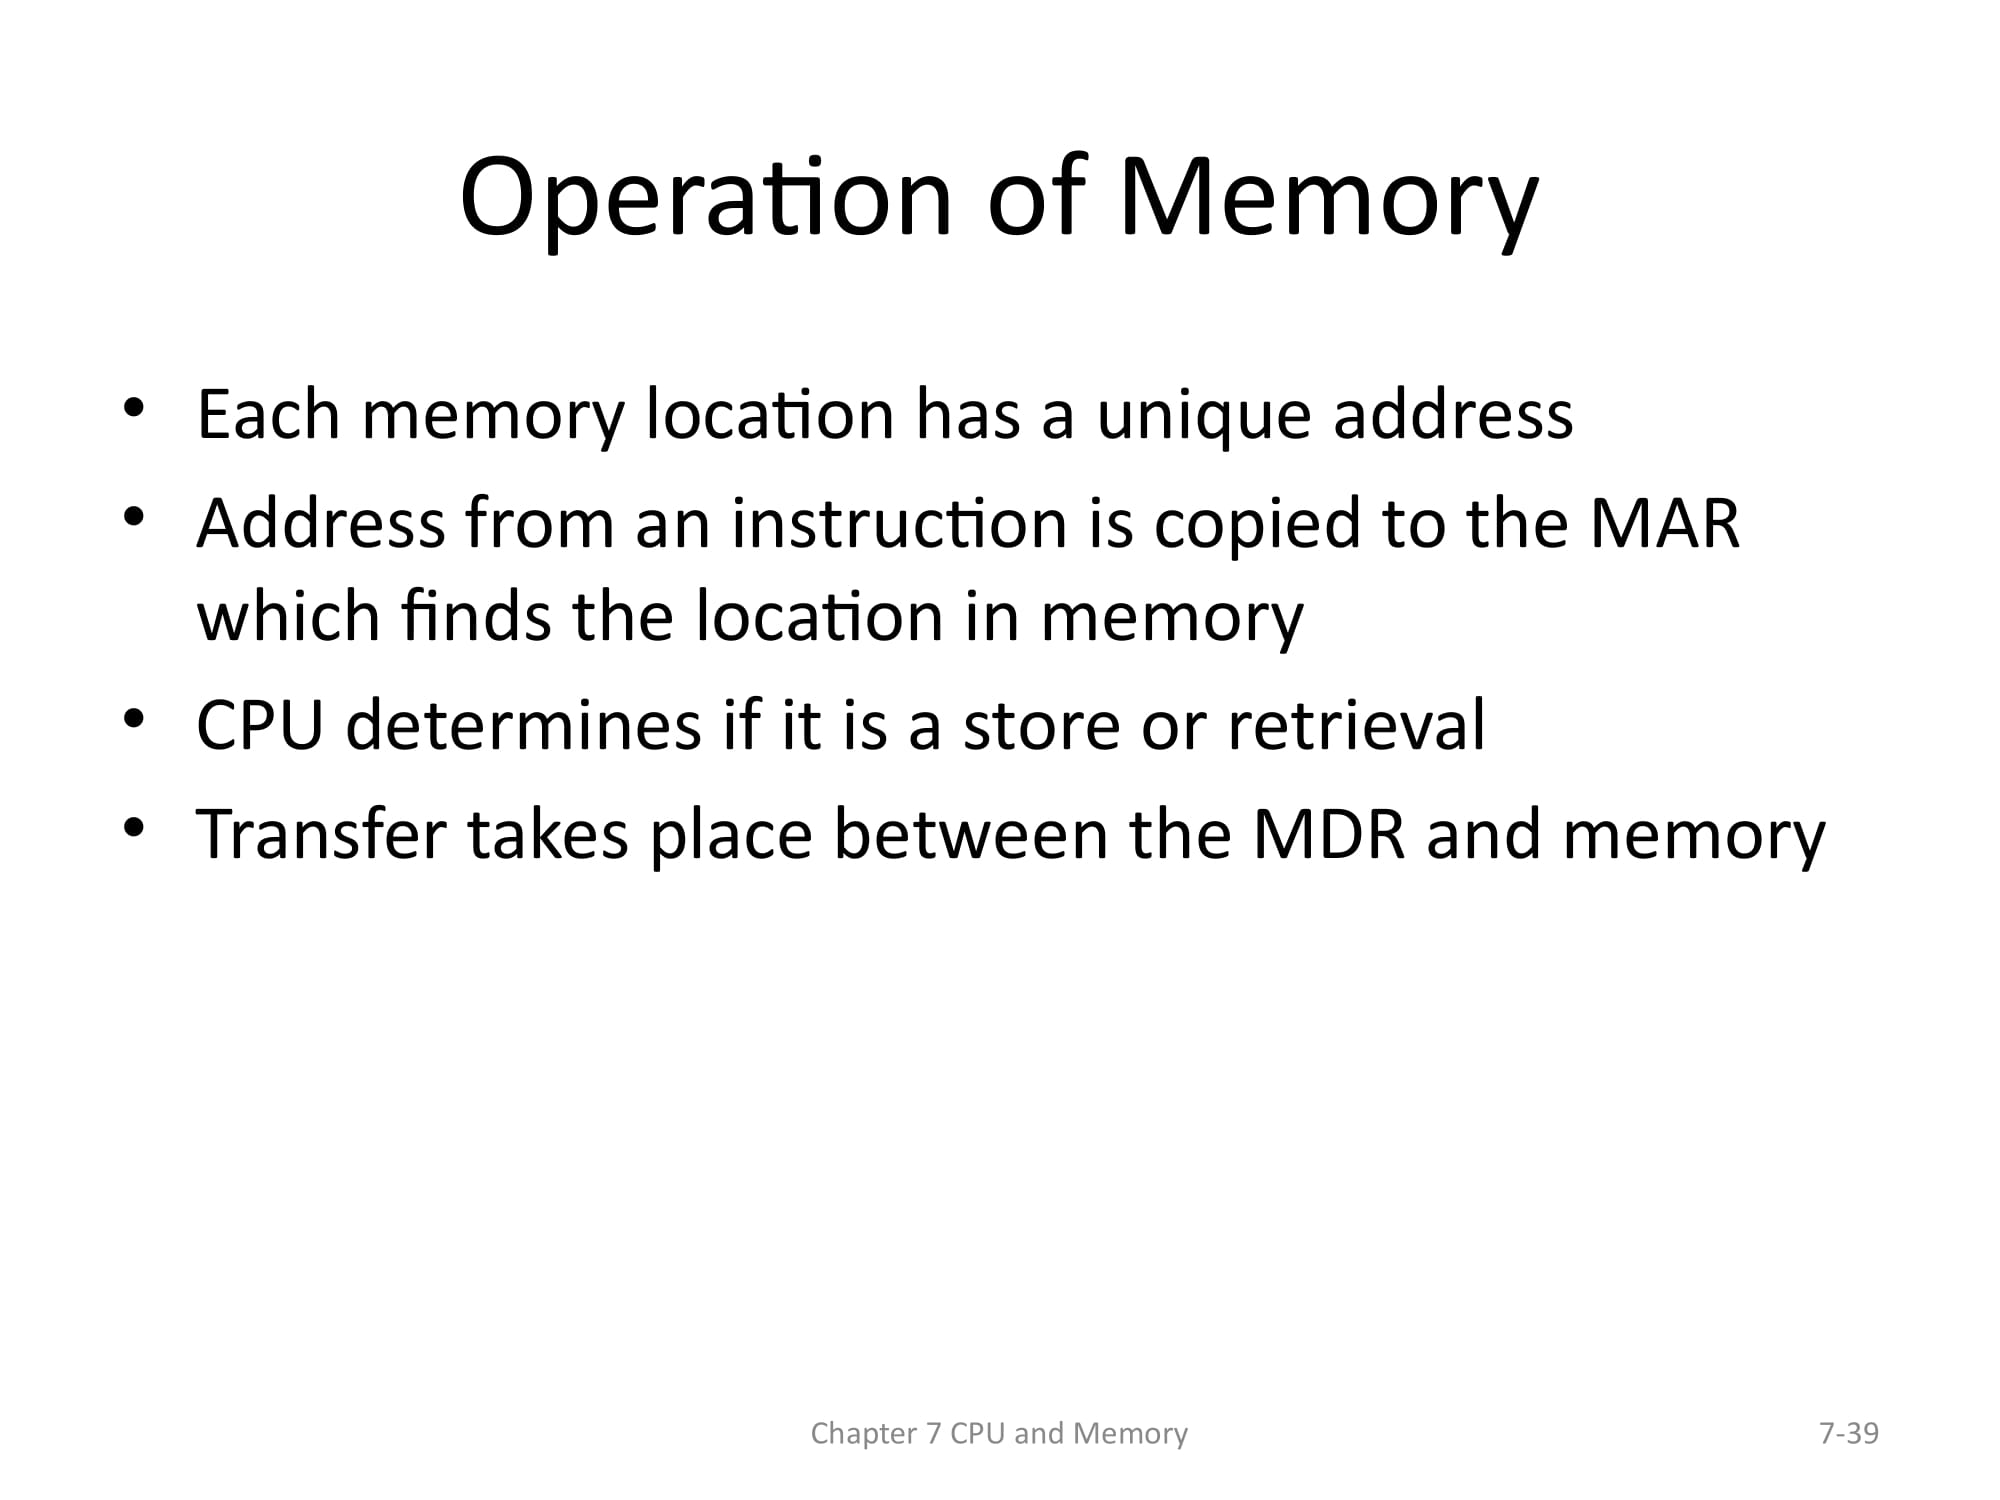 Operation of Memory
• Each memory location has a unique address
• Address from an instruction is copied to the MAR
which finds the location in memory
• CPU determines if it is a store or retrieval
• Transfer takes place between the MDR and memory
Chapter 7 CPU and Memory
7-39